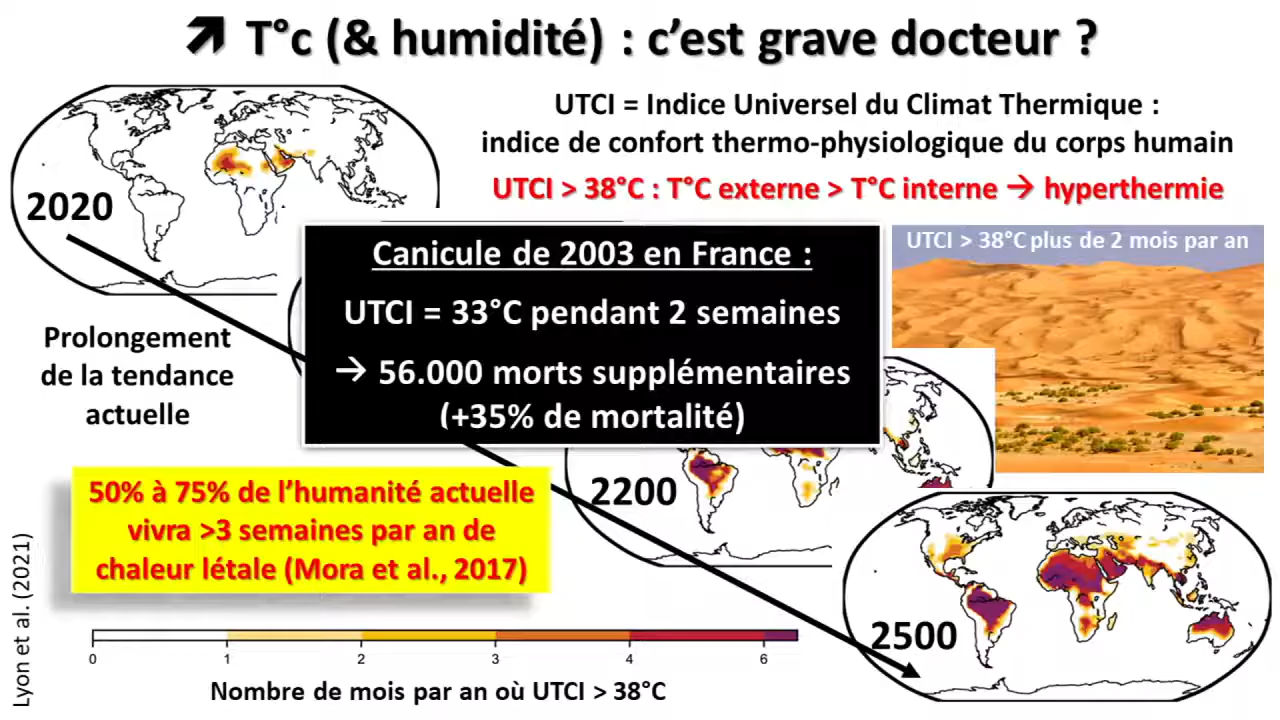 ↗ T°c (& humidité) : c’est grave docteur ?
UTCI = Indice Universel du Climat Thermique :
indice de confort thermo-physiologique du corps humain
UTCI > 38°C : T°C externe > T°C interne → hyperthermie
2020
Canicule de 2003 en France :
UTCI = 33°C pendant 2 semaines
→ 56.000 morts supplémentaires
(+35% de mortalité)
UTCI > 38°C plus de 2 mois par an
Prolongement
de la tendance
actuelle
2200
50% à 75% de l’humanité actuelle
vivra >3 semaines par an de
chaleur létale (Mora et al., 2017)
2500
Lyon et al. (2021)
0 1 2 3 4 6
Nombre de mois par an où UTCI > 38°C